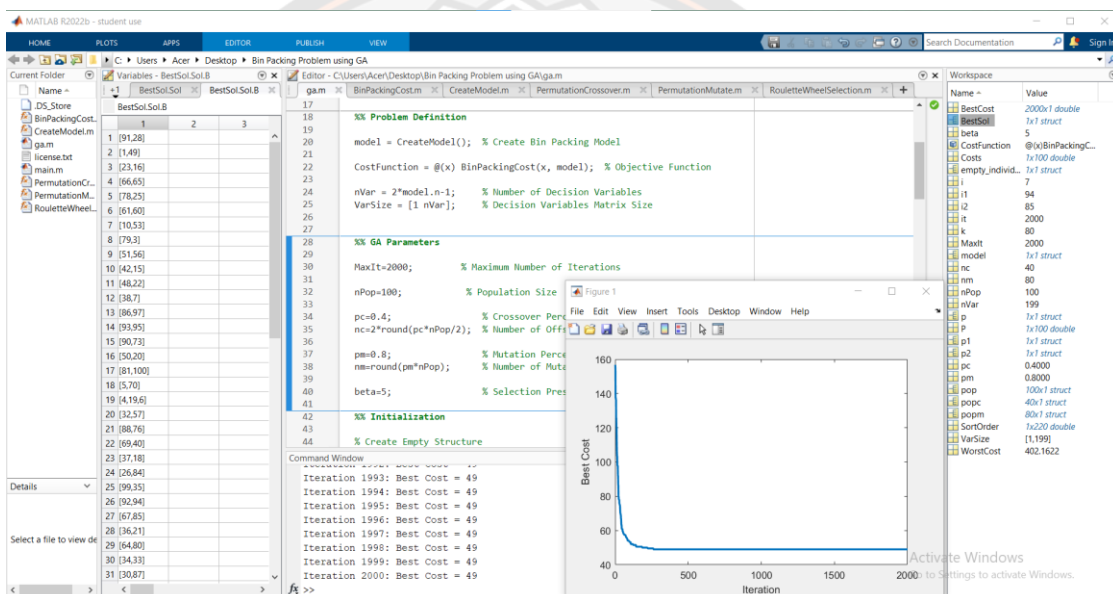 MATLAB R2022b - student use
HOME PLOTS APPS EDITOR PUBLISH VIEW Search Documentation Sign In
C: Users Acer Desktop Bin Packing Problem using GA
Current Folder
Name
.DS_Store
BinPackingCost.
CreateModel.m
ga.m
license.txt
main.m
PermutationCr...
PermutationM...
RouletteWheel...
Details
Select a file to view de
Variables - BestSol.Sol.B
+1 BestSol.Sol BestSol.Sol.B
BestSol.Sol.B
1 2 3
1 [91,28]
2 [1,49]
3 [23,16]
4 [66,65]
5 [78,25]
6 [61,60]
7 [10,53]
8 [79,3]
9 [51,56]
10 [42,15]
11 [48,22]
12 [38,7]
13 [86,97]
14 [93,95]
15 [90,73]
16 [50,20]
17 [81,100]
18 [5,70]
19 [4,19,6]
20 [32,57]
21 [88,76]
22 [69,40]
23 [37,18]
24 [26,84]
25 [99,35]
26 [92,94]
27 [67,85]
28 [36,21]
29 [64,80]
30 [34,33]
31 [30,87]
Editor - C:\Users\Acer\Desktop\Bin Packing Problem using GA\ga.m
ga.m BinPackingCost.m CreateModel.m PermutationCrossover.m PermutationMutate.m RouletteWheelSelection.m +
17
18 %% Problem Definition
19
20 model = CreateModel(); % Create Bin Packing Model
21
22 CostFunction = @(x) BinPackingCost(x, model); % Objective Function
23
24 nVar = 2*model.n-1; % Number of Decision Variables
25 VarSize = [1 nVar]; % Decision Variables Matrix Size
26
27
28 %% GA Parameters
29
30 MaxIt=2000; % Maximum Number of Iterations
31
32 nPop=100; % Population Size
33
34 pc=0.4; % Crossover Perc
35 nc=2*round(pc*nPop/2); % Number of Offs
36
37 pm=0.8; % Mutation Perce
38 nm=round(pm*nPop); % Number of Muta
39
40 beta=5; % Selection Pres
41
42 %% Initialization
43
44 % Create Empty Structure
Command Window
Iteration 1992: Best Cost = 49
Iteration 1993: Best Cost = 49
Iteration 1994: Best Cost = 49
Iteration 1995: Best Cost = 49
Iteration 1996: Best Cost = 49
Iteration 1997: Best Cost = 49
Iteration 1998: Best Cost = 49
Iteration 1999: Best Cost = 49
Iteration 2000: Best Cost = 49
fx >>
Figure 1
File Edit View Insert Tools Desktop Window Help
160
140
120
100
80
60
40
0 500 1000 1500 2000
Best Cost
Iteration
Workspace
Name Value
BestCost 2000x1 double
BestSol 1x1 struct
beta 5
CostFunction @(x)BinPackingC...
Costs 1x100 double
empty_individ... 1x1 struct
i 7
i1 94
i2 85
it 2000
k 80
MaxIt 2000
model 1x1 struct
nc 40
nm 80
nPop 100
nVar 199
p 1x1 struct
P 1x100 double
p1 1x1 struct
p2 1x1 struct
pc 0.4000
pm 0.8000
pop 100x1 struct
popc 40x1 struct
popm 80x1 struct
SortOrder 1x220 double
VarSize [1,199]
WorstCost 402.1622
Activate Windows
to Settings to activate Windows.